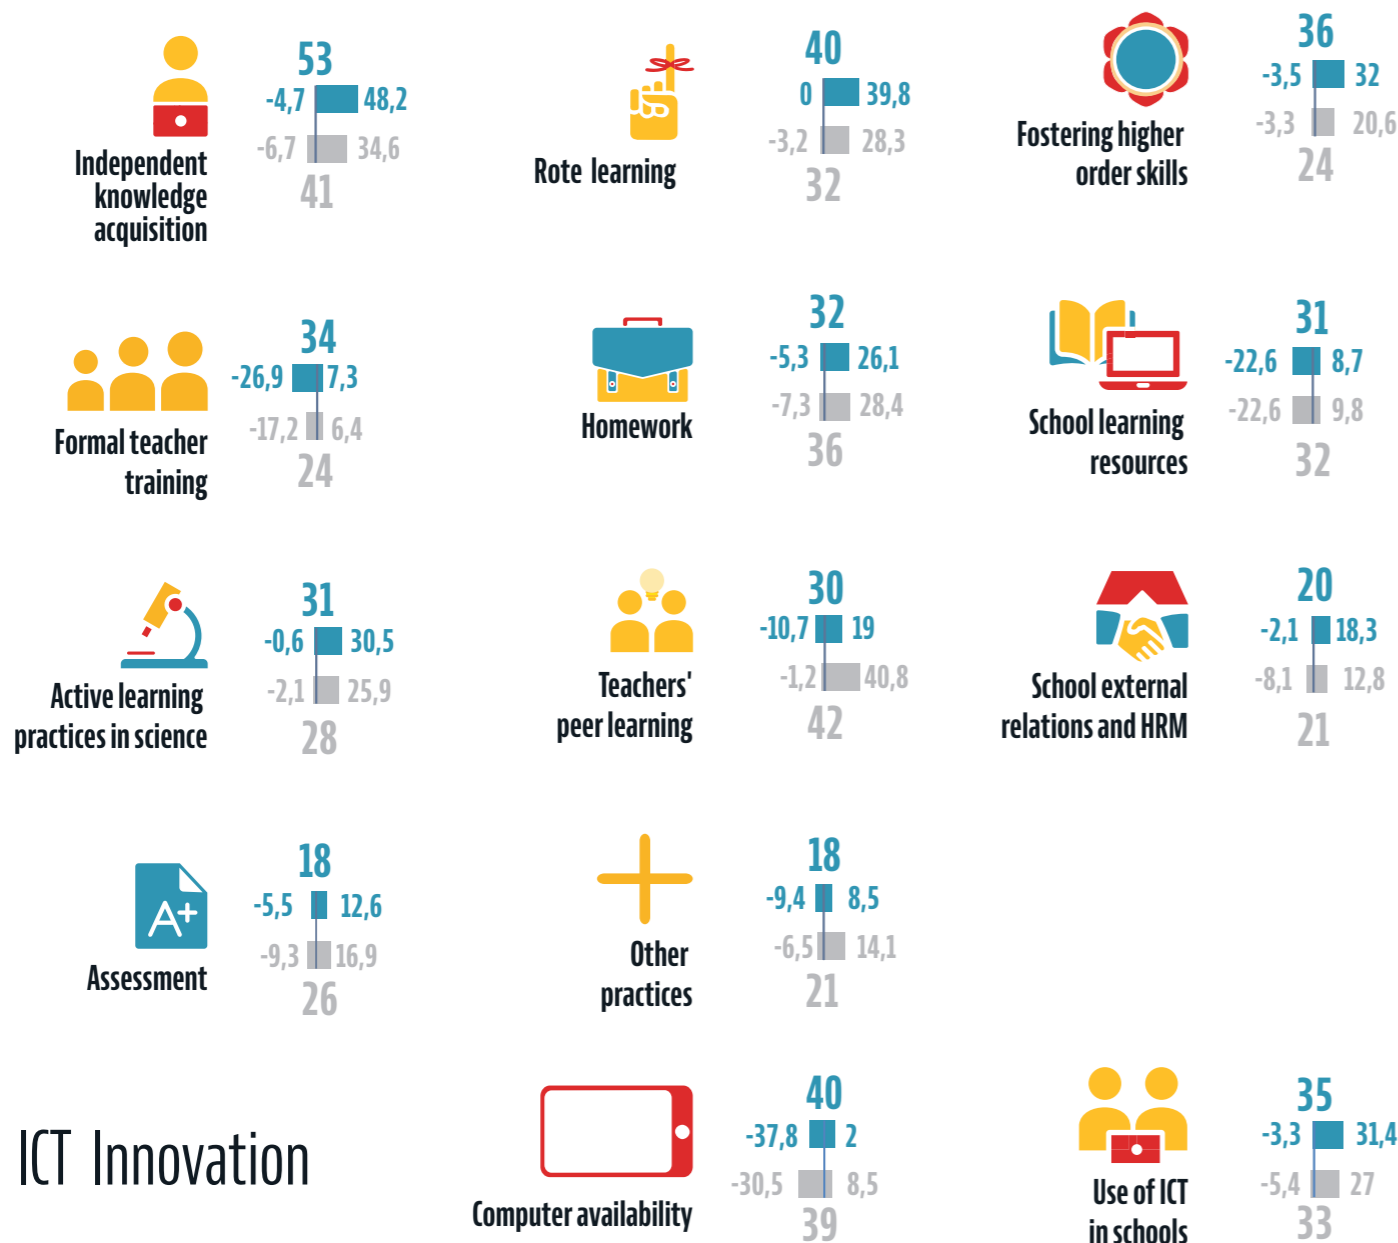 53
-4,7 48,2
-6,7 34,6
41
Independent
knowledge
acquisition
40
0 39,8
-3,2 28,3
32
Rote learning
36
-3,5 32
-3,3 20,6
24
Fostering higher
order skills
34
-26,9 7,3
-17,2 6,4
24
Formal teacher
training
32
-5,3 26,1
-7,3 28,4
36
Homework
31
-22,6 8,7
-22,6 9,8
32
School learning
resources
31
-0,6 30,5
-2,1 25,9
28
Active learning
practices in science
30
-10,7 19
-1,2 40,8
42
Teachers'
peer learning
20
-2,1 18,3
-8,1 12,8
21
School external
relations and HRM
A+
18
-5,5 12,6
-9,3 16,9
26
Assessment
18
-9,4 8,5
-6,5 14,1
21
Other
practices
ICT Innovation
40
-37,8 2
-30,5 8,5
39
Computer availability
35
-3,3 31,4
-5,4 27
33
Use of ICT
in schools